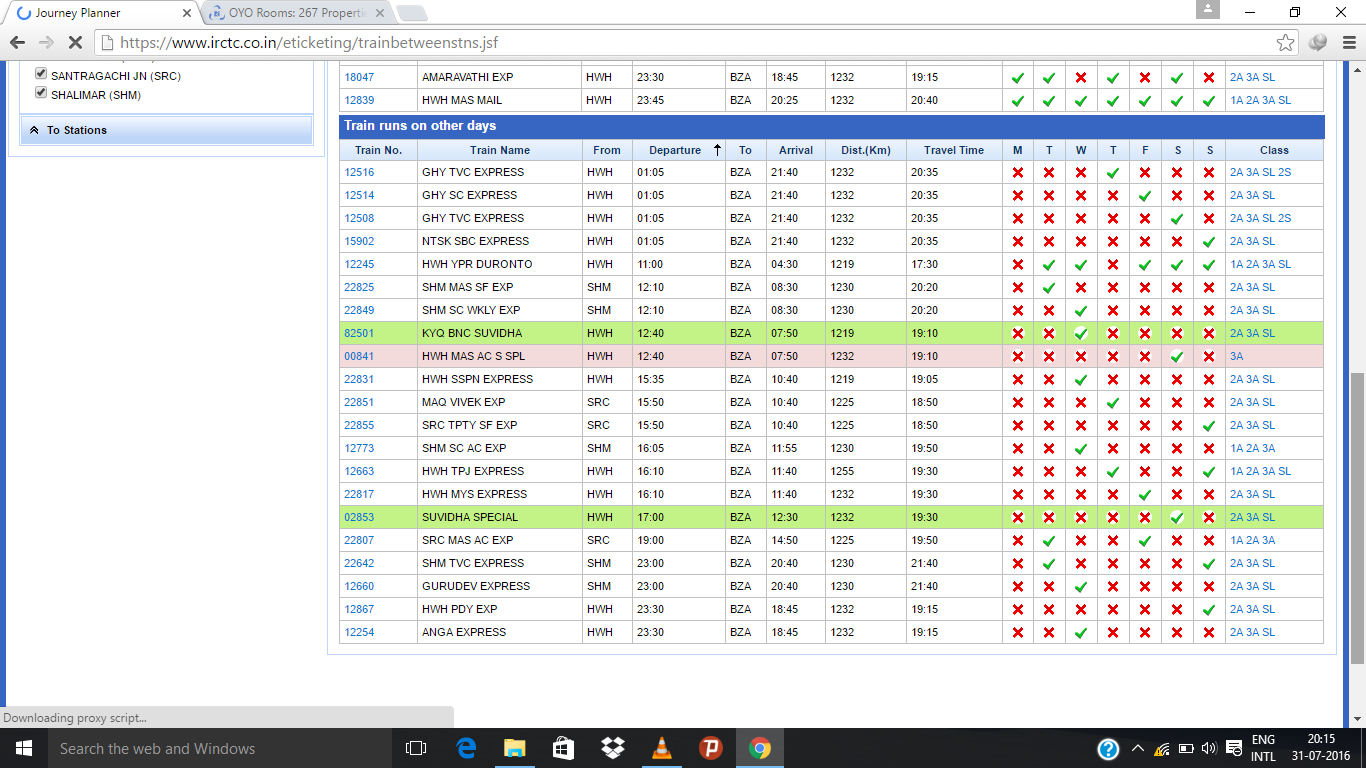 Journey Planner
OYO Rooms: 267 Properti
https://www.irctc.co.in/eticketing/trainbetweenstns.jsf
SANTRAGACHI JN (SRC)
SHALIMAR (SHM)
To Stations
18047 AMARAVATHI EXP HWH 23:30 BZA 18:45 1232 19:15 2A 3A SL
12839 HWH MAS MAIL HWH 23:45 BZA 20:25 1232 20:40 1A 2A 3A SL
Train runs on other days
Train No. Train Name From Departure To Arrival Dist.(Km) Travel Time M T W T F S S Class
12516 GHY TVC EXPRESS HWH 01:05 BZA 21:40 1232 20:35 2A 3A SL 2S
12514 GHY SC EXPRESS HWH 01:05 BZA 21:40 1232 20:35 2A 3A SL
12508 GHY TVC EXPRESS HWH 01:05 BZA 21:40 1232 20:35 2A 3A SL 2S
15902 NTSK SBC EXPRESS HWH 01:05 BZA 21:40 1232 20:35 2A 3A SL
12245 HWH YPR DURONTO HWH 11:00 BZA 04:30 1219 17:30 1A 2A 3A SL
22825 SHM MAS SF EXP SHM 12:10 BZA 08:30 1230 20:20 2A 3A SL
22849 SHM SC WKLY EXP SHM 12:10 BZA 08:30 1230 20:20 2A 3A SL
82501 KYQ BNC SUVIDHA HWH 12:40 BZA 07:50 1219 19:10 2A 3A SL
00841 HWH MAS AC S SPL HWH 12:40 BZA 07:50 1232 19:10 3A
22831 HWH SSPN EXPRESS HWH 15:35 BZA 10:40 1219 19:05 2A 3A SL
22851 MAQ VIVEK EXP SRC 15:50 BZA 10:40 1225 18:50 2A 3A SL
22855 SRC TPTY SF EXP SRC 15:50 BZA 10:40 1225 18:50 2A 3A SL
12773 SHM SC AC EXP SHM 16:05 BZA 11:55 1230 19:50 1A 2A 3A
12663 HWH TPJ EXPRESS HWH 16:10 BZA 11:40 1255 19:30 1A 2A 3A SL
22817 HWH MYS EXPRESS HWH 16:10 BZA 11:40 1232 19:30 2A 3A SL
02853 SUVIDHA SPECIAL HWH 17:00 BZA 12:30 1232 19:30 2A 3A SL
22807 SRC MAS AC EXP SRC 19:00 BZA 14:50 1225 19:50 1A 2A 3A
22642 SHM TVC EXPRESS SHM 23:00 BZA 20:40 1230 21:40 2A 3A SL
12660 GURUDEV EXPRESS SHM 23:00 BZA 20:40 1230 21:40 2A 3A SL
12867 HWH PDY EXP HWH 23:30 BZA 18:45 1232 19:15 2A 3A SL
12254 ANGA EXPRESS HWH 23:30 BZA 18:45 1232 19:15 2A 3A SL
Downloading proxy script...
Search the web and Windows
ENG
INTL
20:15
31-07-2016